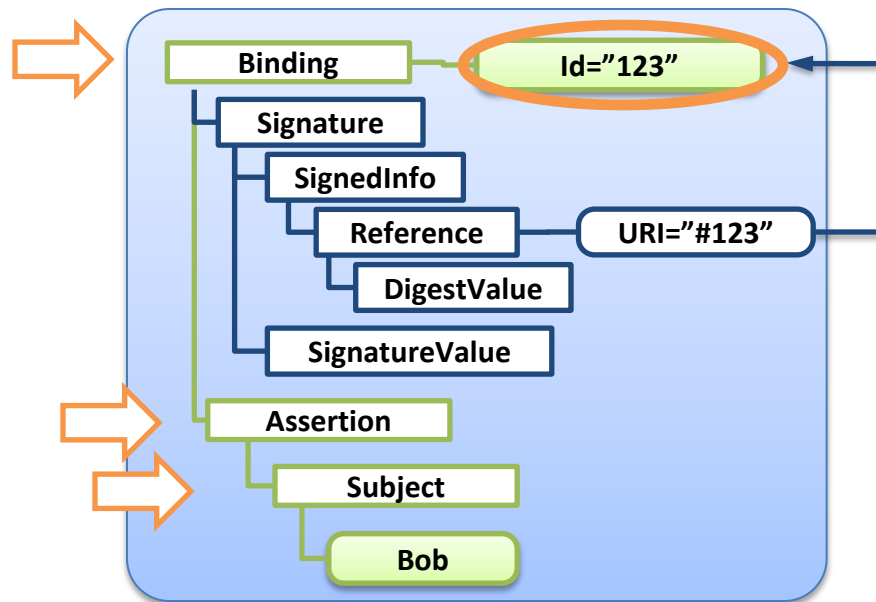 Binding
Id=”123”
Signature
SignedInfo
Reference
URI=”#123”
DigestValue
SignatureValue
Assertion
Subject
Bob